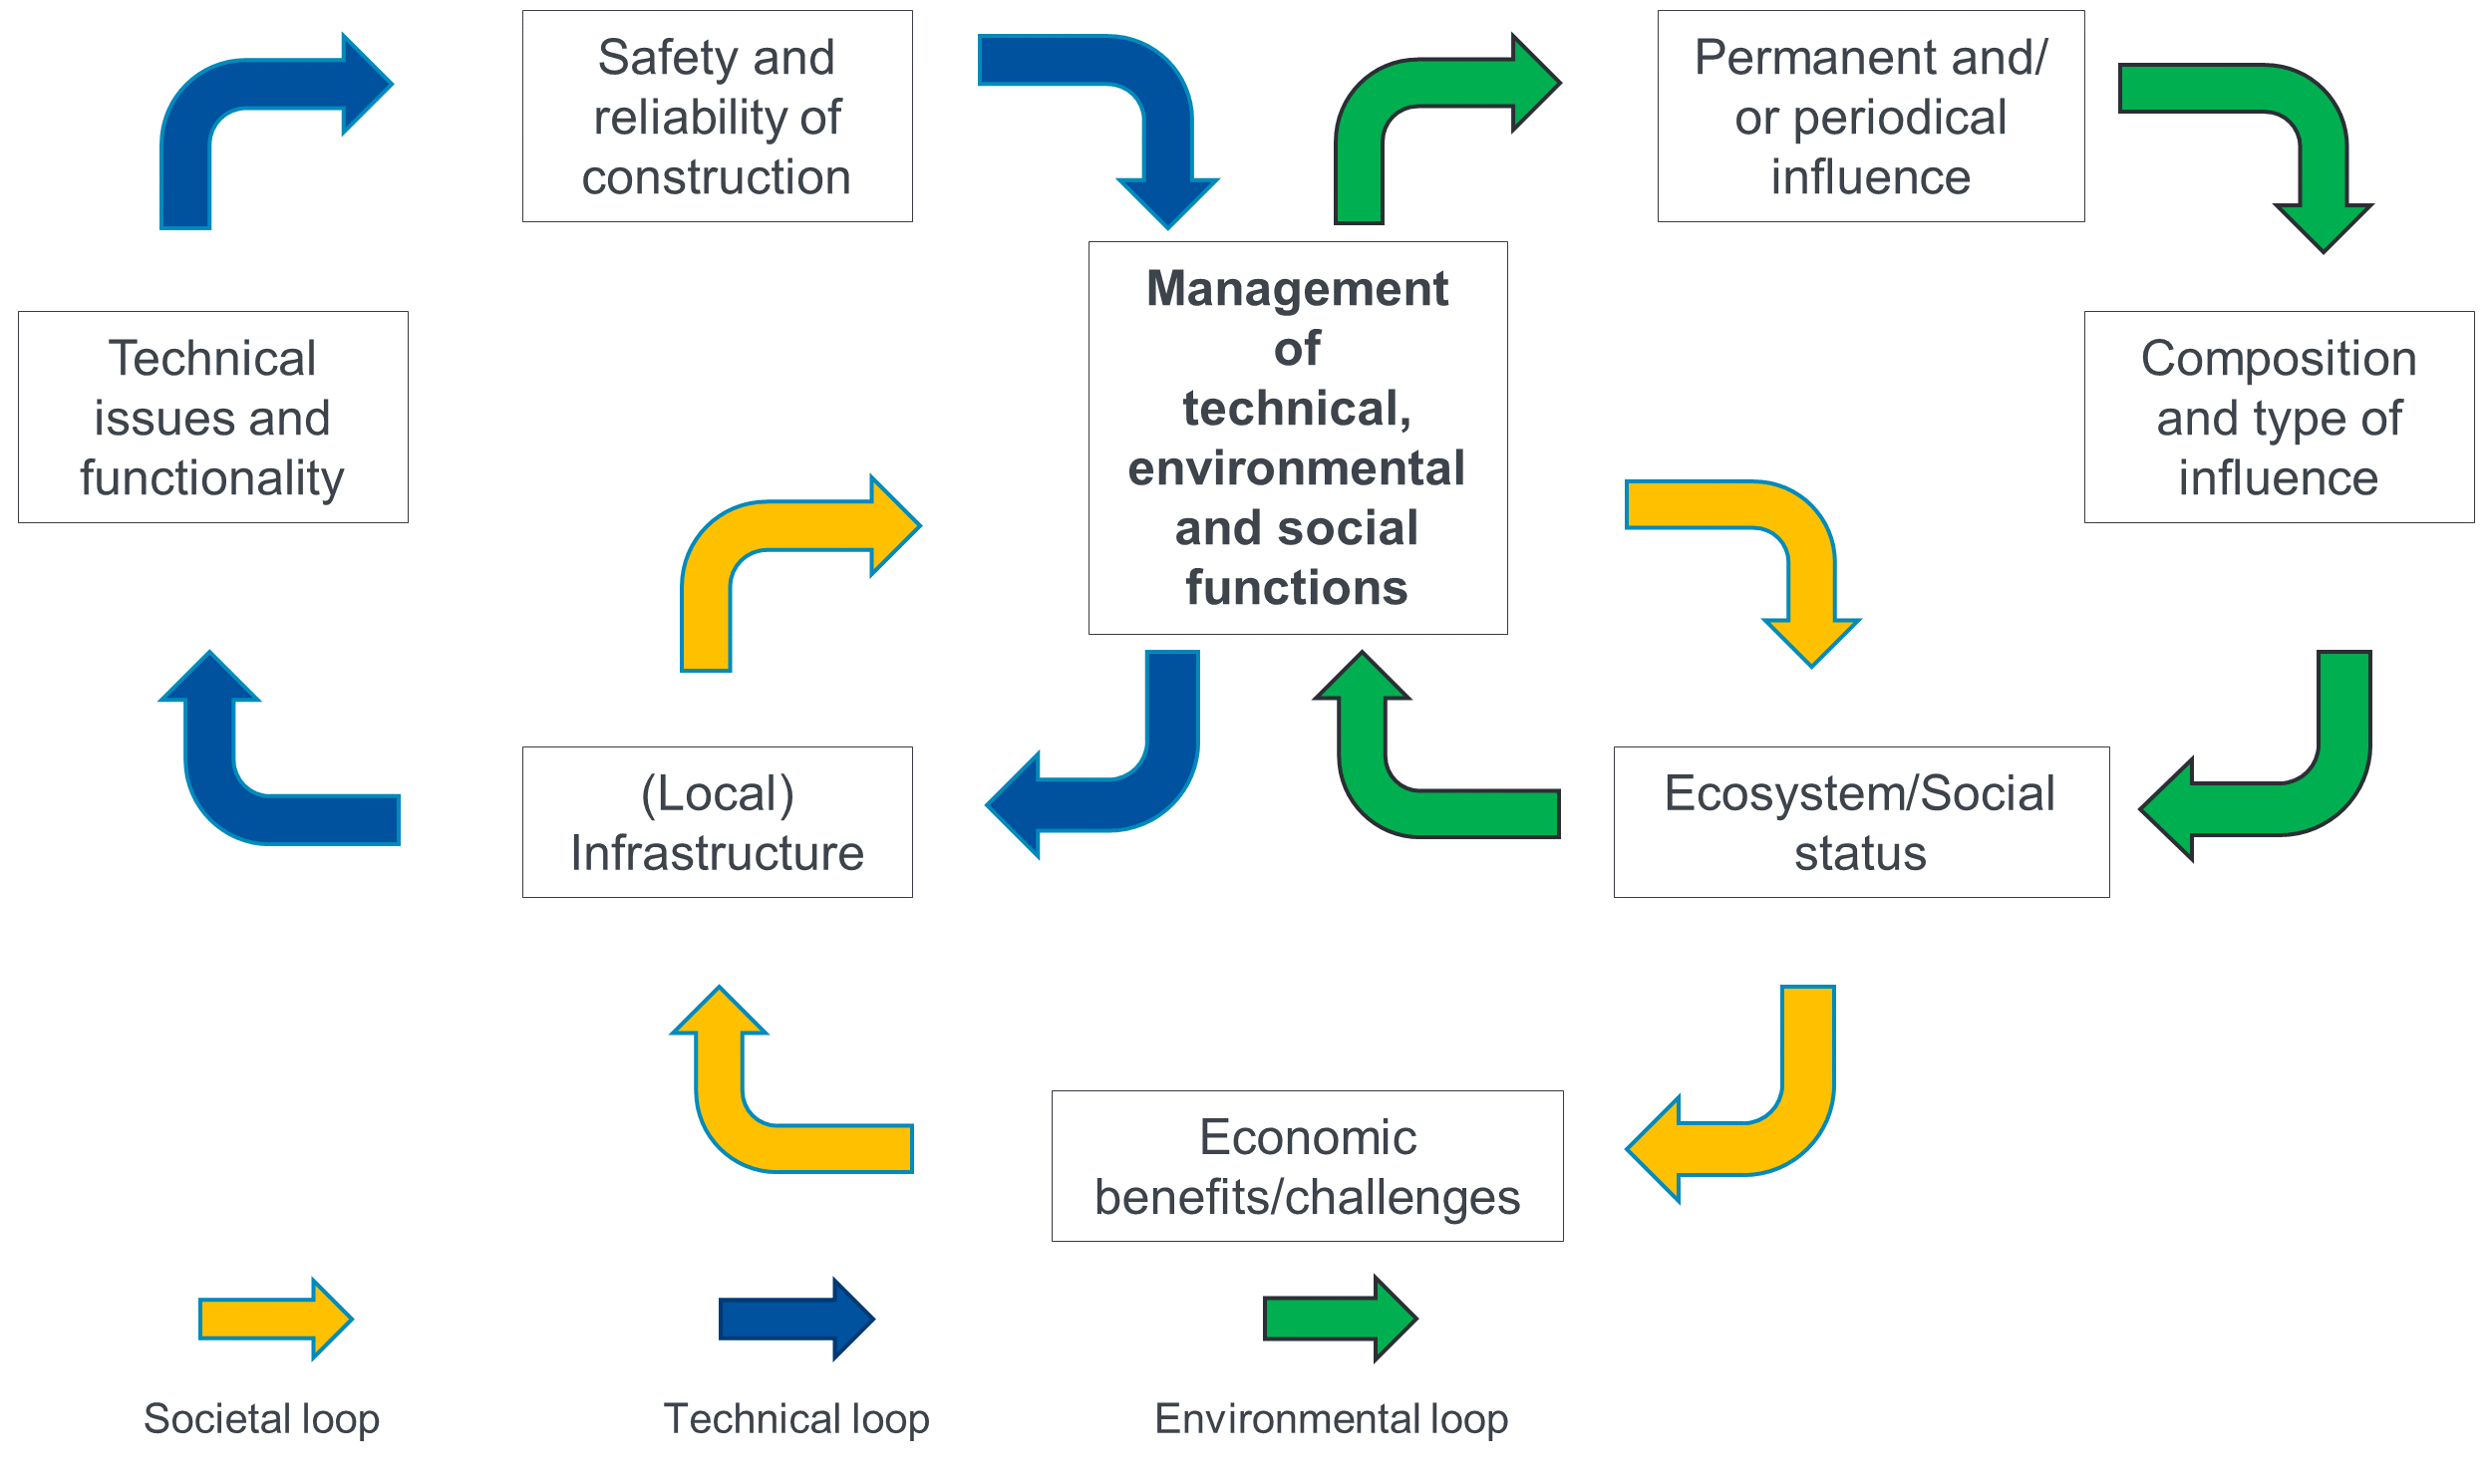 Safety and
reliability of
construction
Permanent and/
or periodical
influence
Management
of
technical,
environmental
and social
functions
Technical
issues and
functionality
Composition
and type of
influence
(Local)
Infrastructure
Ecosystem/Social
status
Economic
benefits/challenges
Societal loop
Technical loop
Environmental loop